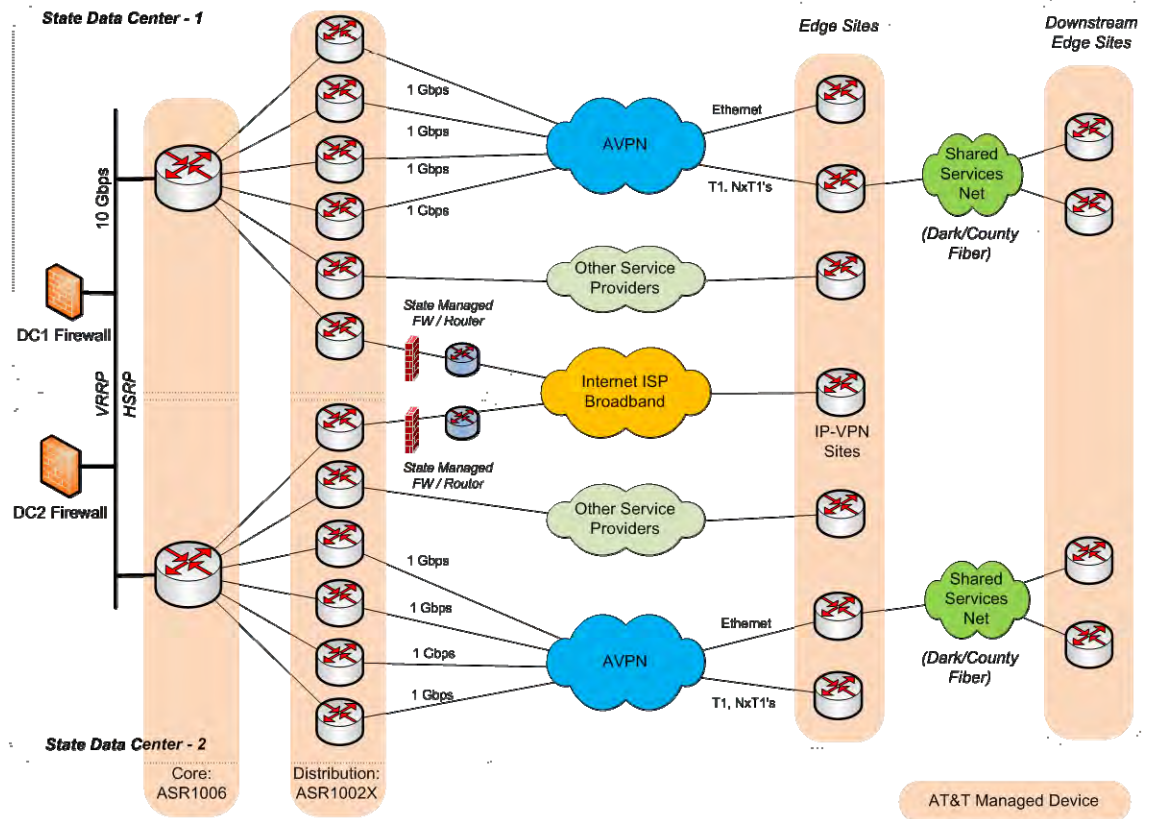 State Data Center - 1
Edge Sites
Downstream
Edge Sites
1 Gbps
1 Gbps
1 Gbps
1 Gbps
AVPN
Ethernet
T1. NxT1's
Shared
Services
Net
(Dark/County
Fiber)
10 Gbps
DC1 Firewall
Other Service
Providers
State Managed
FW / Router
VRRP
HSRP
Internet ISP
Broadband
IP-VPN
Sites
State Managed
FW / Router
DC2 Firewall
Other Service
Providers
1 Gbps
1 Gbps
1 Gbps
1 Gbps
AVPN
Ethernet
T1, NxT1's
Shared
Services
Net
(Dark/County
Fiber)
State Data Center - 2
Core:
ASR1006
Distribution:
ASR1002X
AT&T Managed Device